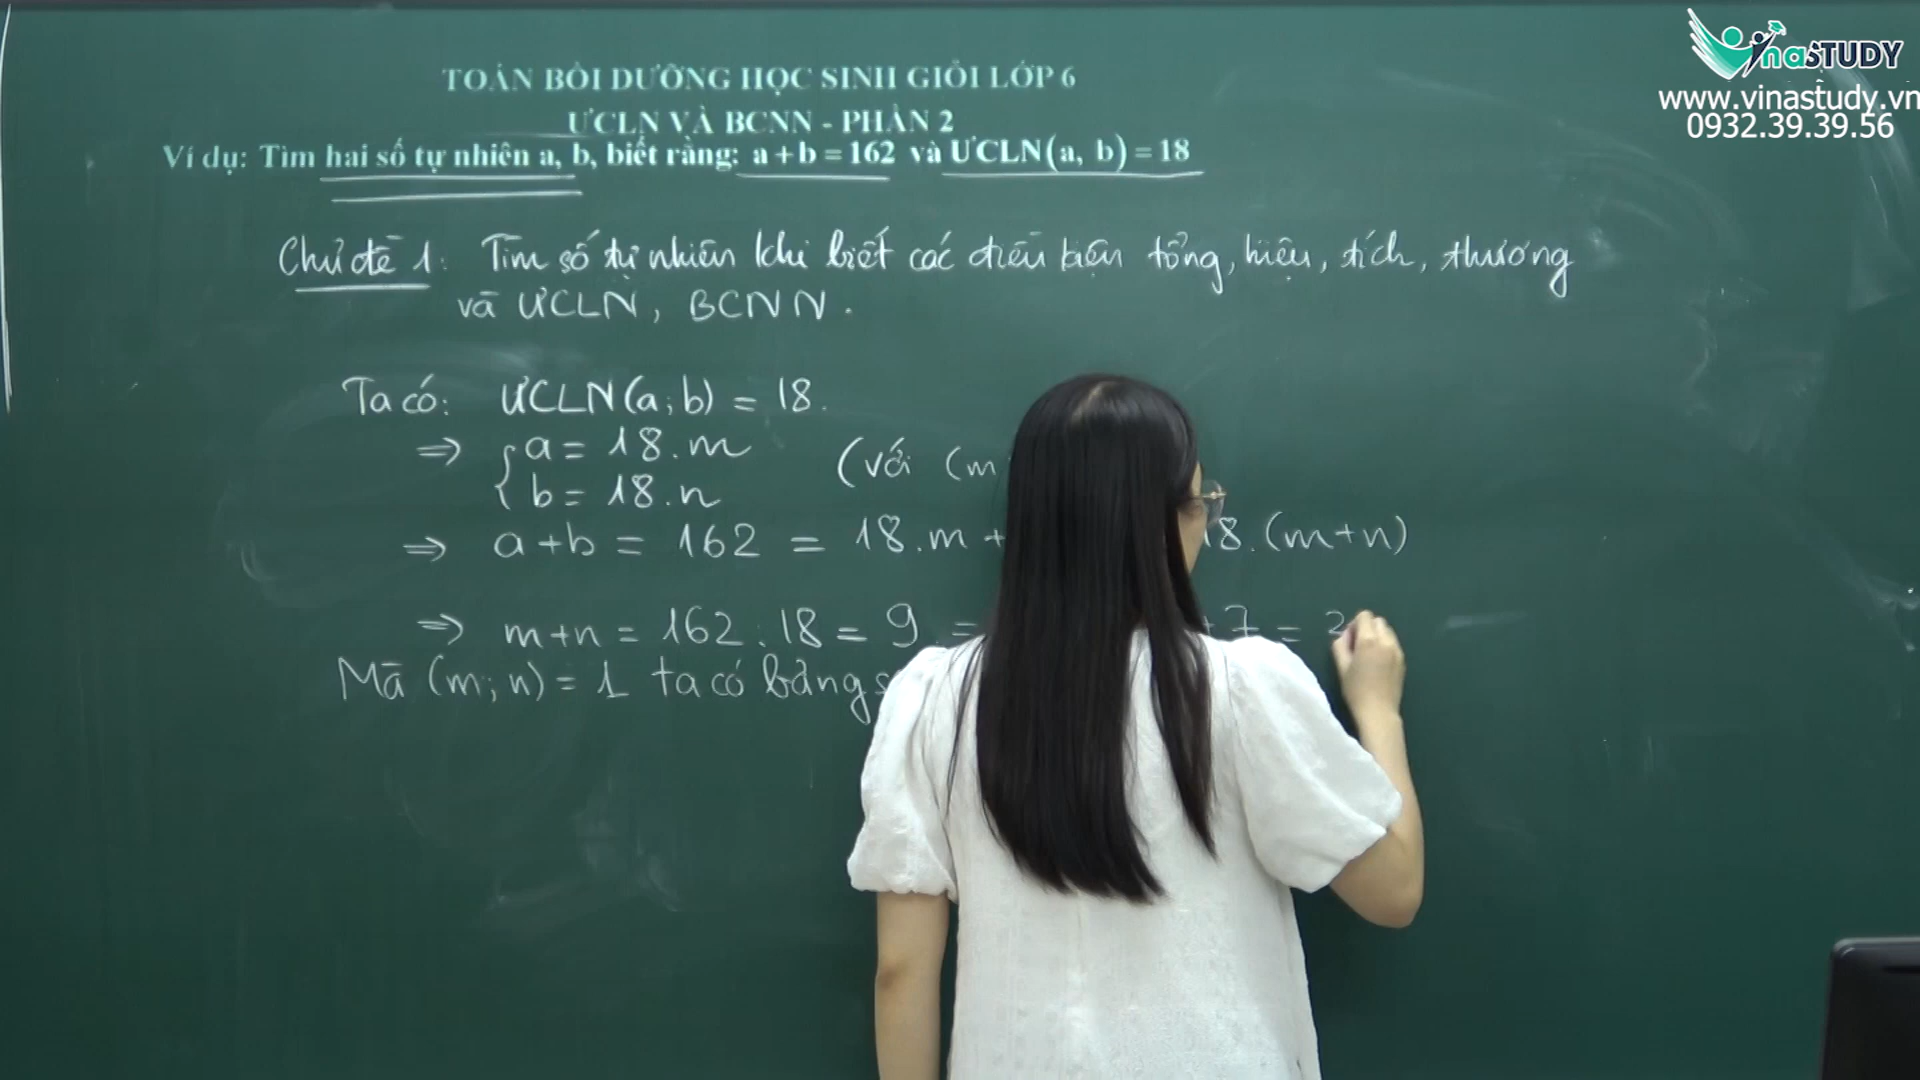 VinaSTUDY
www.vinastudy.vn
0932.39.39.56
TOÁN BỒI DƯỠNG HỌC SINH GIỎI LỚP 6
ƯCLN VÀ BCNN - PHẦN 2
Ví dụ: Tìm hai số tự nhiên a, b, biết rằng: a + b = 162 và ƯCLN(a, b) = 18
Chủ đề 1: Tìm số tự nhiên khi biết các điều kiện tổng, hiệu, tích, thương
và ƯCLN, BCNN.
Ta có: ƯCLN(a; b) = 18.
⇒ { a = 18.m (với (m
b = 18.n
⇒ a+b = 162 = 18.m + 18.(m+n)
⇒ m+n = 162 : 18 = 9 = + 7 =
Mà (m; n) = 1 ta có bảng